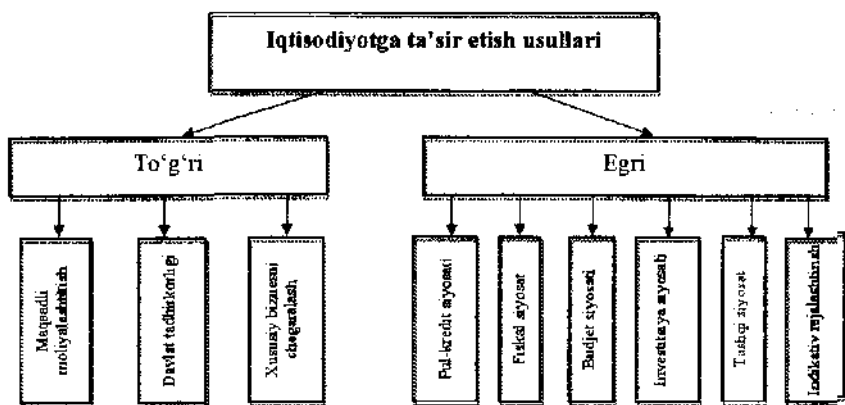 Iqtisodiyotga ta'sir etish usullari
To‘g‘ri
Egri
Maqsadli
moliyalashtirish
Davlat tadbirkorligi
Xususiy biznesni
chegaralash
Pul-kredit siyosati
Fiskal siyosat
Budjet siyosati
Investitsiya siyosati
Tashqi siyosat
Indikativ rejalashtirish